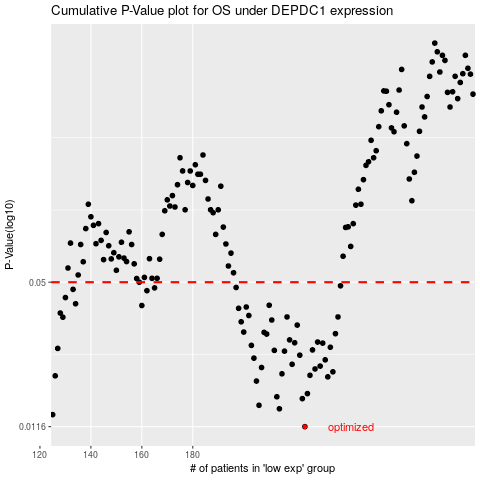 Cumulative P-Value plot for OS under DEPDC1 expression
P-Value(log10)
0.05
0.0116
optimized
120 140 160 180
# of patients in 'low exp' group